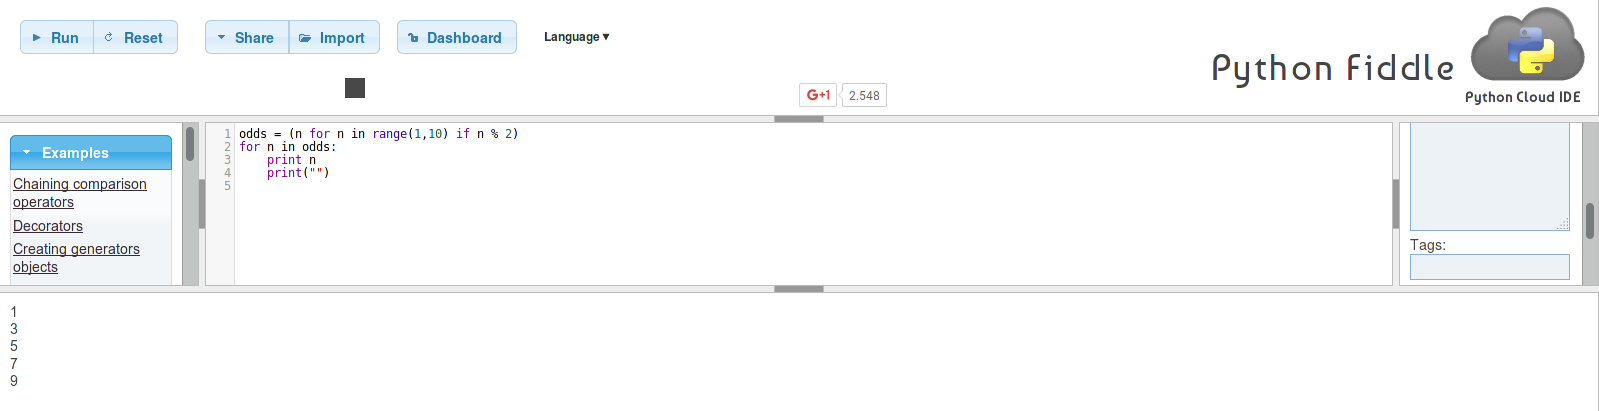 Run Reset Share Import Dashboard Language ▾
Python Fiddle
Python Cloud IDE
G+1 2.548
Examples
Chaining comparison
operators
Decorators
Creating generators
objects
1 odds = (n for n in range(1,10) if n % 2)
2 for n in odds:
3     print n
4     print("")
5
Tags:
1
3
5
7
9